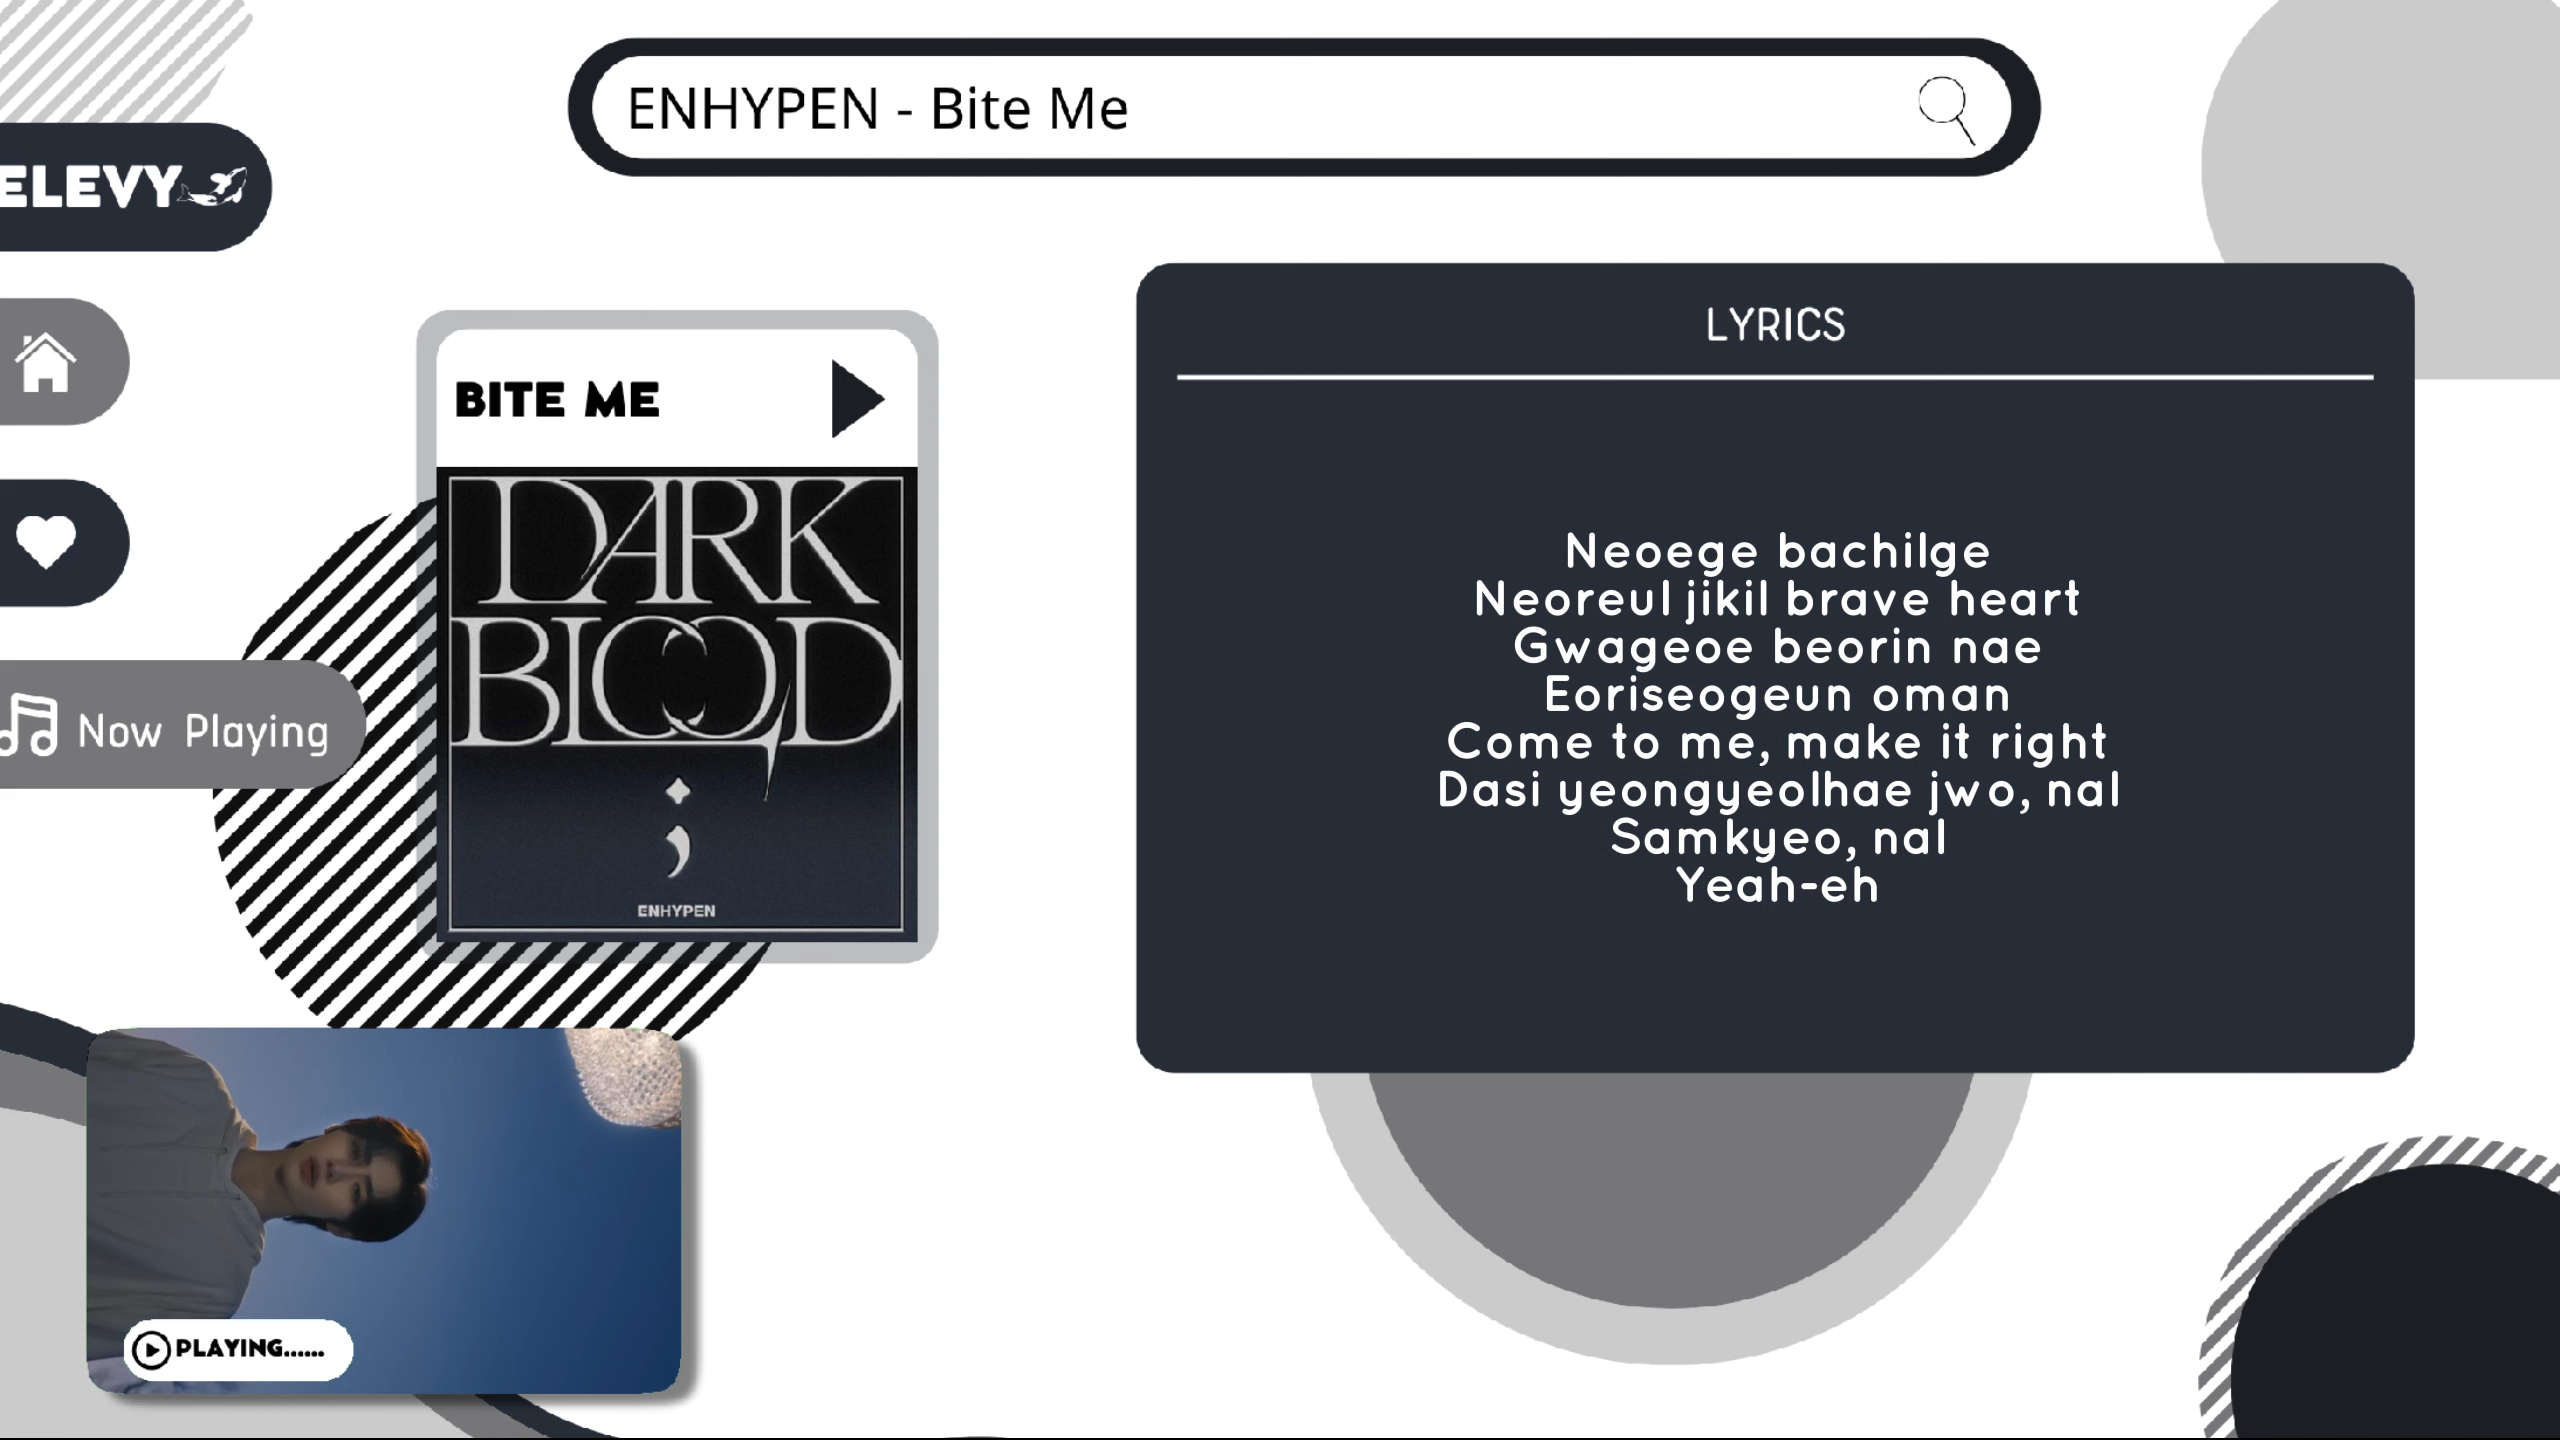 ENHYPEN - Bite Me
ELEVY
BITE ME
DARK
BLOOD
;
ENHYPEN
Now Playing
LYRICS
Neoege bachilge
Neoreul jikil brave heart
Gwageoe beorin nae
Eoriseogeun oman
Come to me, make it right
Dasi yeongyeolhae jwo, nal
Samkyeo, nal
Yeah-eh
PLAYING......